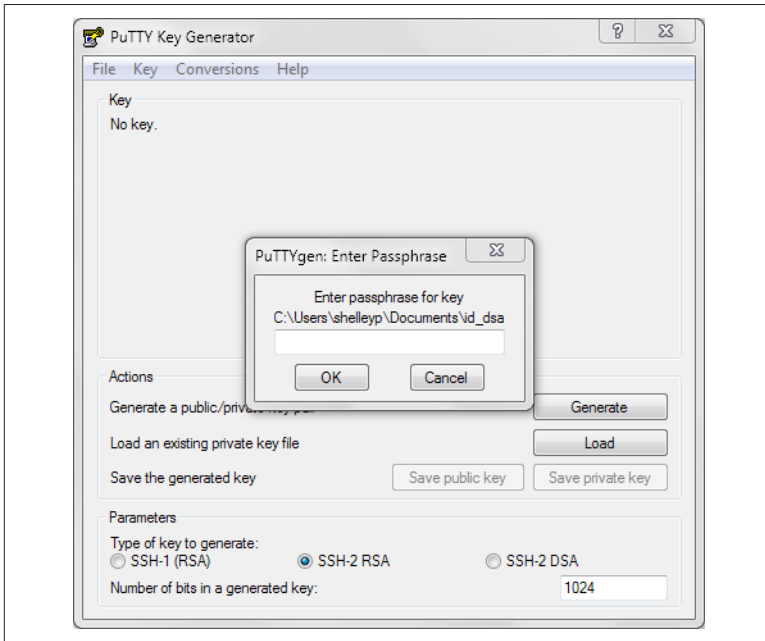 PuTTY Key Generator
File Key Conversions Help
Key
No key.
PuTTYgen: Enter Passphrase
Enter passphrase for key
C:\Users\shelleyp\Documents\id_dsa
OK Cancel
Actions
Generate a public/private key pair
Generate
Load an existing private key file
Load
Save the generated key
Save public key
Save private key
Parameters
Type of key to generate:
SSH-1 (RSA) SSH-2 RSA SSH-2 DSA
Number of bits in a generated key:
1024